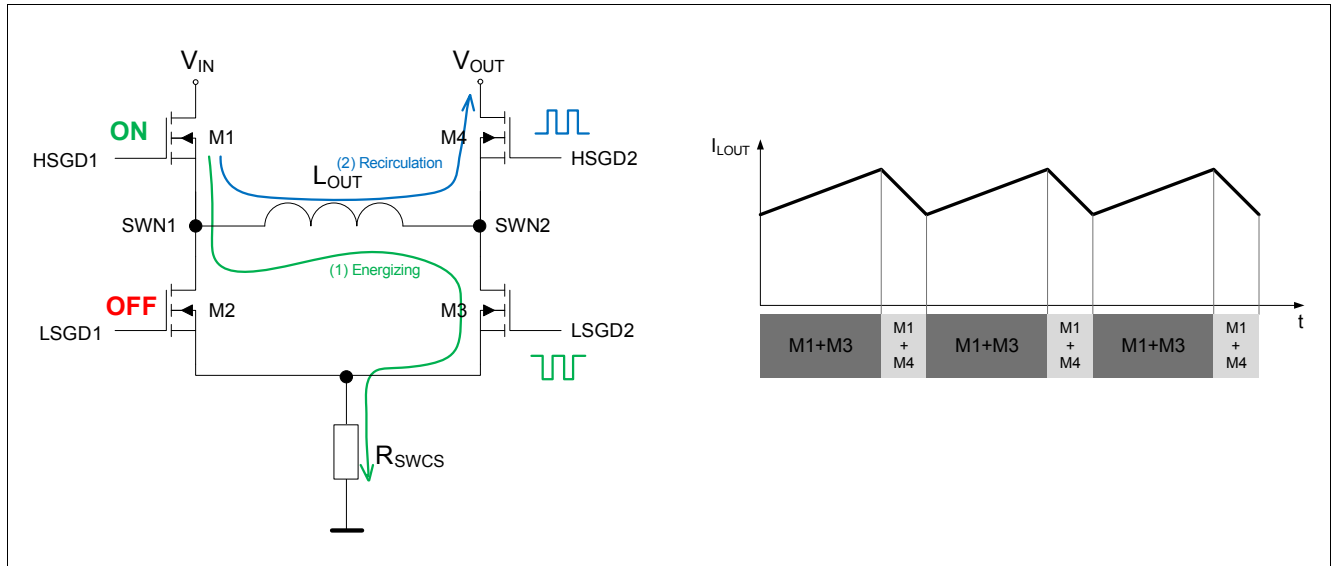 VIN
VOUT
ON
M1
M4
HSGD1
(2) Recirculation
HSGD2
LOUT
SWN1
SWN2
(1) Energizing
OFF
M2
M3
LSGD1
LSGD2
RSWCS
ILOUT
t
M1+M3
M1
+
M4
M1+M3
M1
+
M4
M1+M3
M1
+
M4